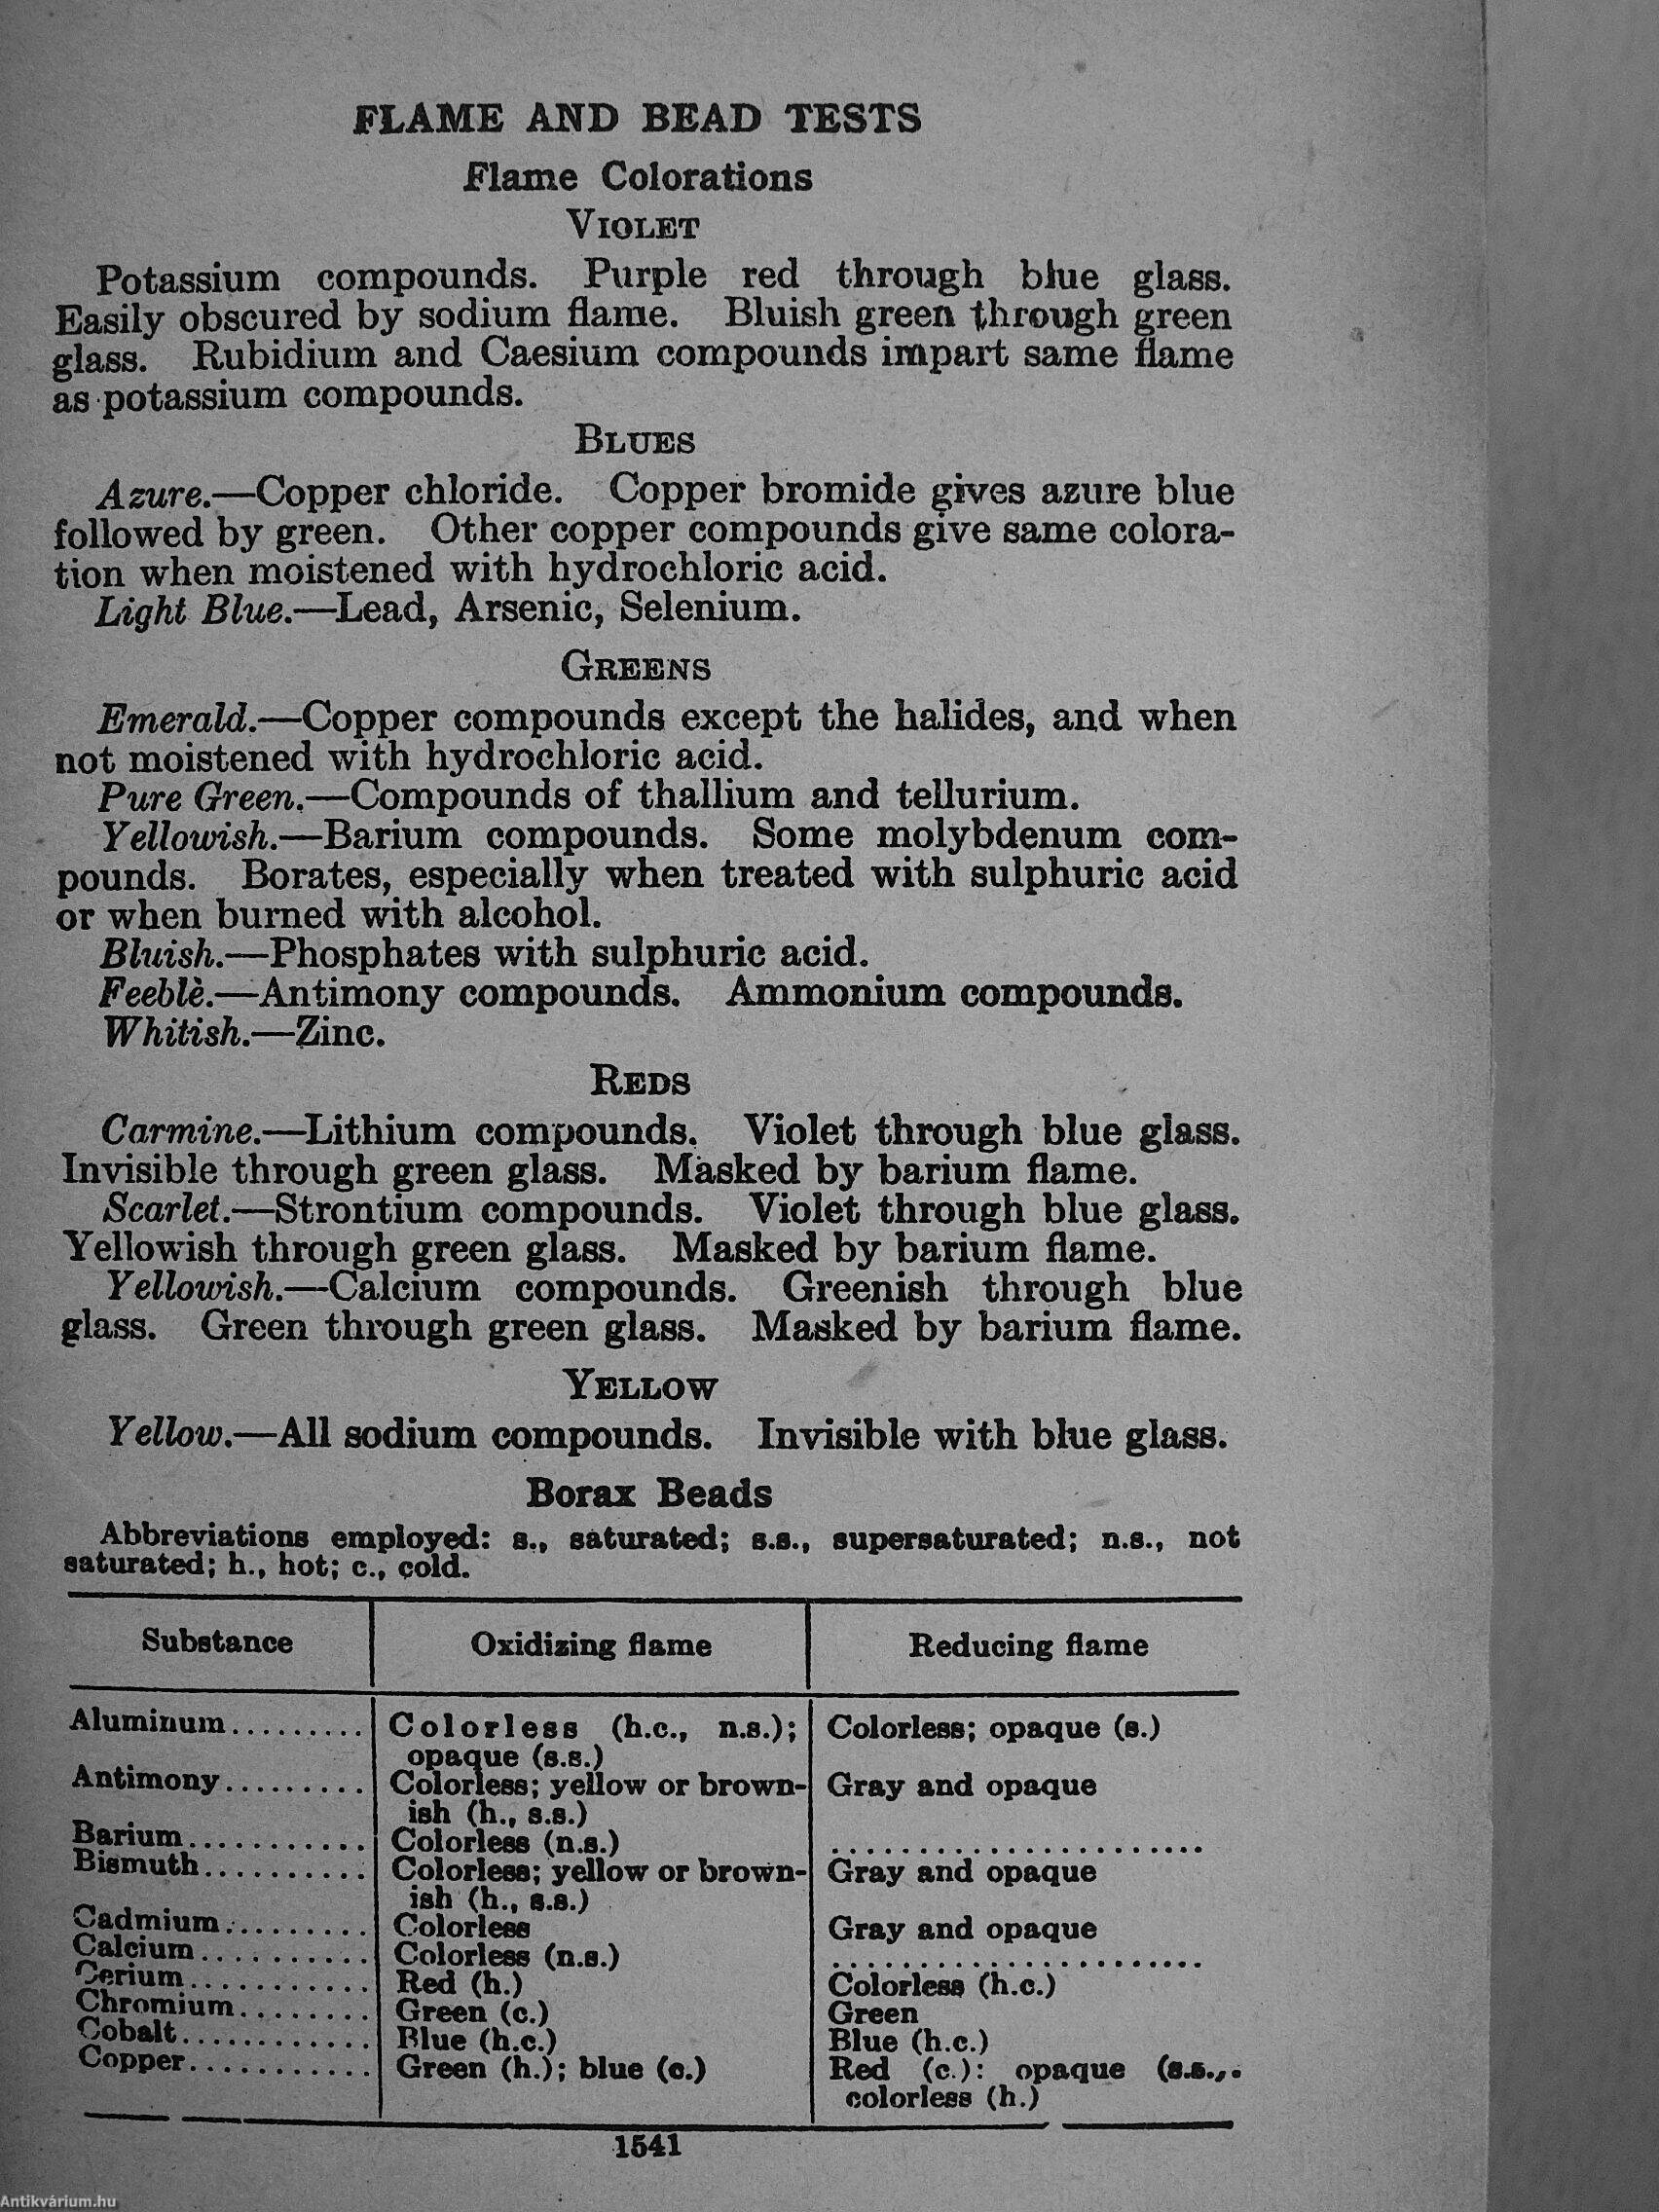 FLAME AND BEAD TESTS
Flame Colorations
VIOLET
Potassium compounds. Purple red through blue glass.
Easily obscured by sodium flame. Bluish green through green
glass. Rubidium and Caesium compounds impart same flame
as potassium compounds.
BLUES
Azure.—Copper chloride. Copper bromide gives azure blue
followed by green. Other copper compounds give same colora-
tion when moistened with hydrochloric acid.
Light Blue.—Lead, Arsenic, Selenium.
GREENS
Emerald.—Copper compounds except the halides, and when
not moistened with hydrochloric acid.
Pure Green.—Compounds of thallium and tellurium.
Yellowish.—Barium compounds. Some molybdenum com-
pounds. Borates, especially when treated with sulphuric acid
or when burned with alcohol.
Bluish.—Phosphates with sulphuric acid.
Feeble.—Antimony compounds. Ammonium compounds.
Whitish.—Zinc.
REDS
Carmine.—Lithium compounds. Violet through blue glass.
Invisible through green glass. Masked by barium flame.
Scarlet.—Strontium compounds. Violet through blue glass.
Yellowish through green glass. Masked by barium flame.
Yellowish.—Calcium compounds. Greenish through blue
glass. Green through green glass. Masked by barium flame.
YELLOW
Yellow.—All sodium compounds. Invisible with blue glass.
Borax Beads
Abbreviations employed: s., saturated; s.s., supersaturated; n.s., not
saturated; h., hot; c., cold.
Substance Oxidizing flame Reducing flame
Aluminum......... Colorless (h.c., n.s.); Colorless; opaque (s.)
opaque (s.s.)
Antimony......... Colorless; yellow or brown- Gray and opaque
ish (h., s.s.)
Barium........... Colorless (n.s.) .......................
Bismuth.......... Colorless; yellow or brown- Gray and opaque
ish (h., s.s.)
Cadmium......... Colorless Gray and opaque
Calcium.......... Colorless (n.s.) .......................
Cerium........... Red (h.) Colorless (h.c.)
Chromium........ Green (c.) Green
Cobalt............ Blue (h.c.) Blue (h.c.)
Copper........... Green (h.); blue (c.) Red (c.): opaque (s.s.,.
colorless (h.)
1541
Antikvárium.hu